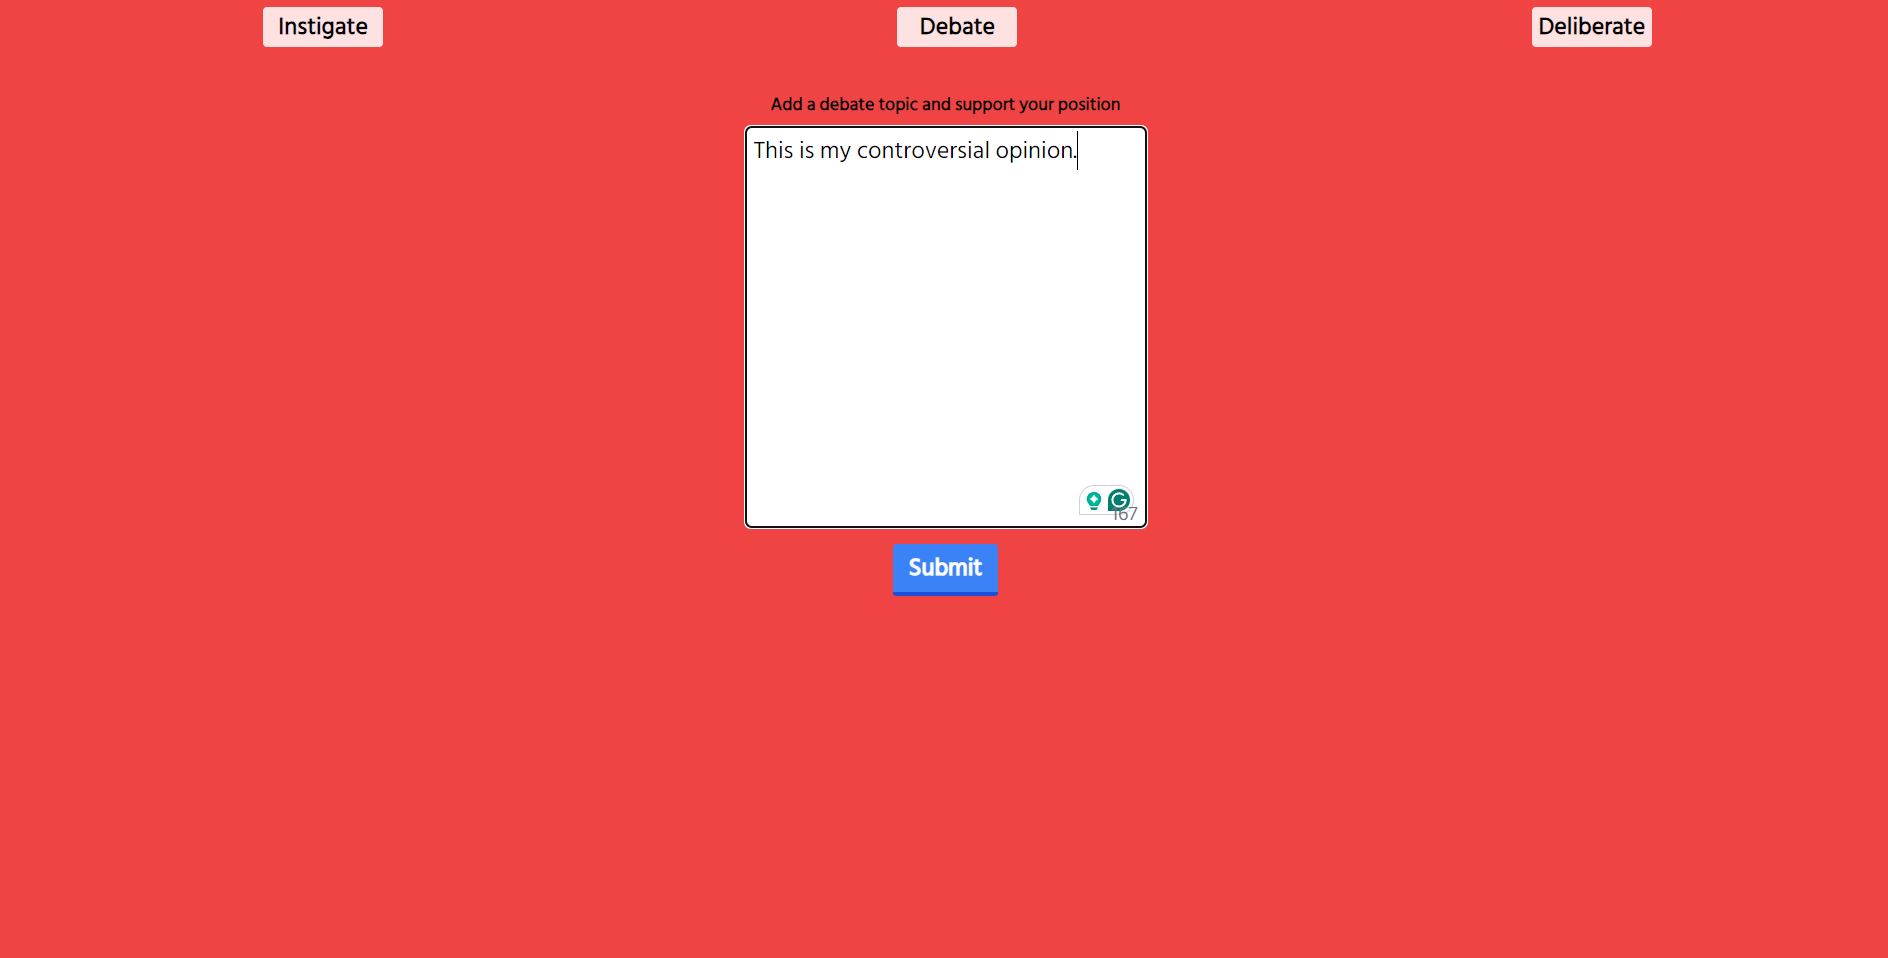 Instigate
Debate
Deliberate
Add a debate topic and support your position
This is my controversial opinion.
167
Submit